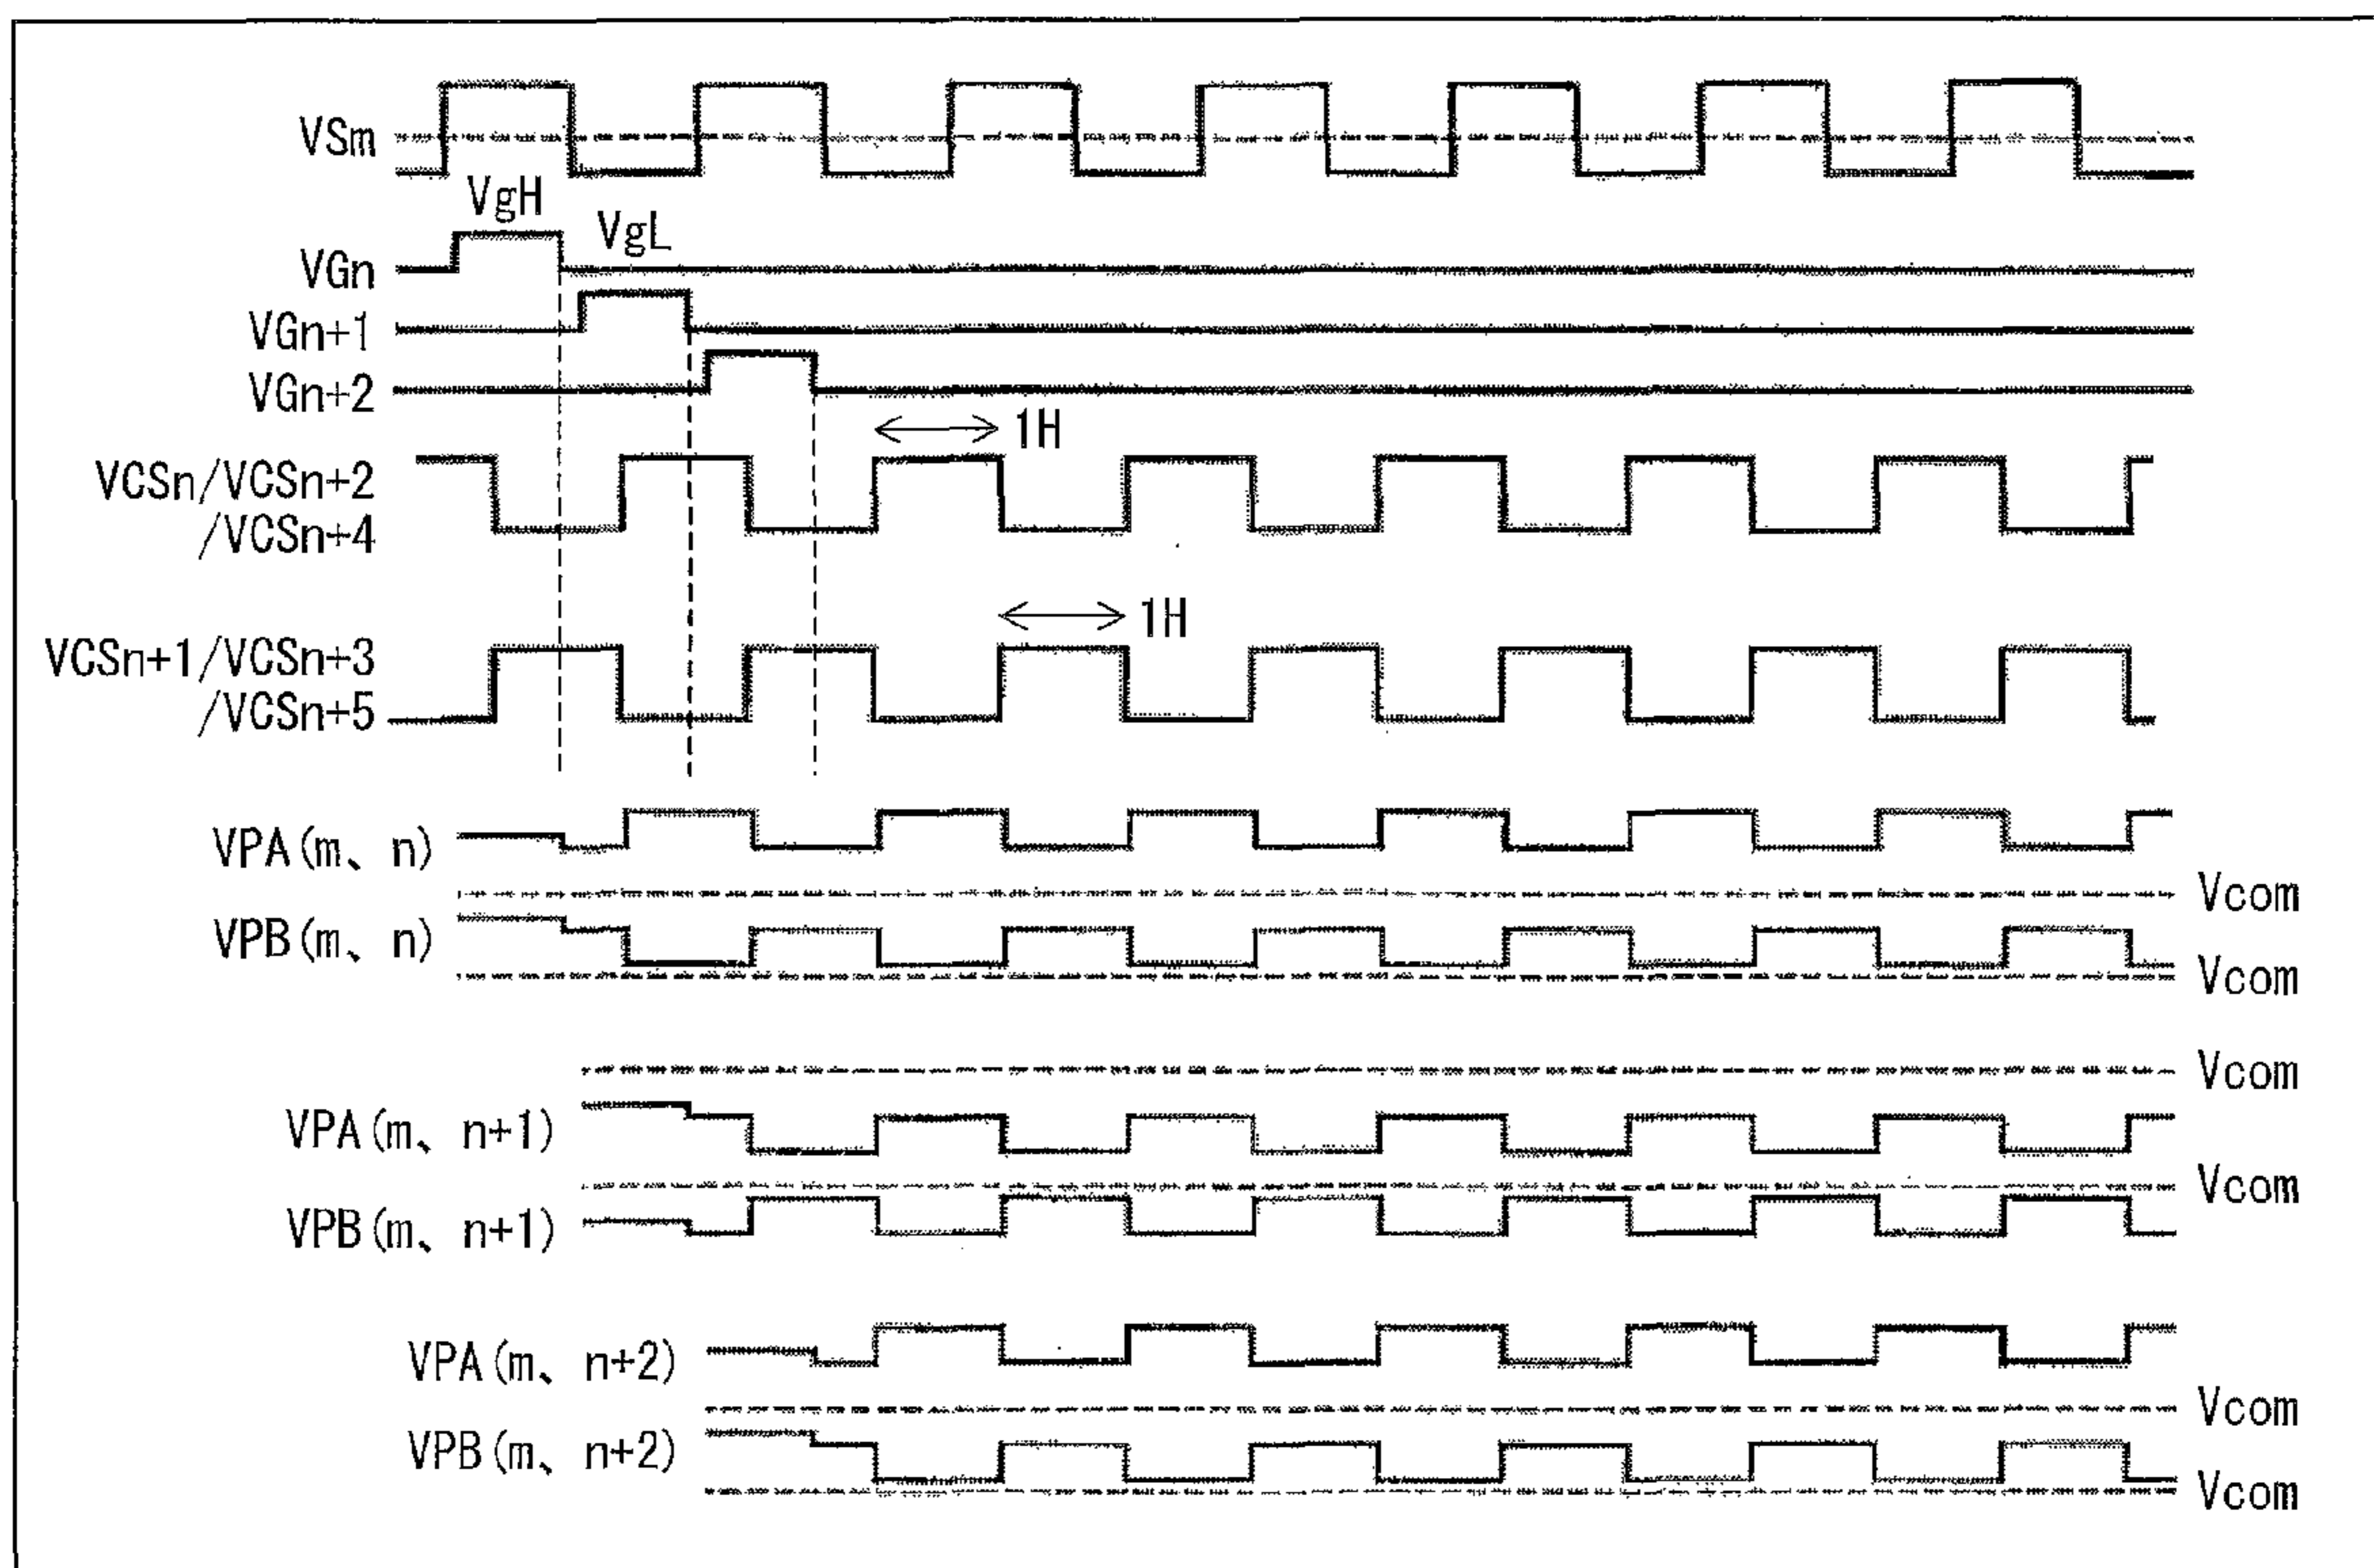 VSm
VgH
VgL
VGn
VGn+1
VGn+2
1H
VCSn/VCSn+2
/VCSn+4
1H
VCSn+1/VCSn+3
/VCSn+5
VPA(m、n)
Vcom
VPB(m、n)
Vcom
Vcom
VPA(m、n+1)
Vcom
VPB(m、n+1)
VPA(m、n+2)
Vcom
VPB(m、n+2)
Vcom